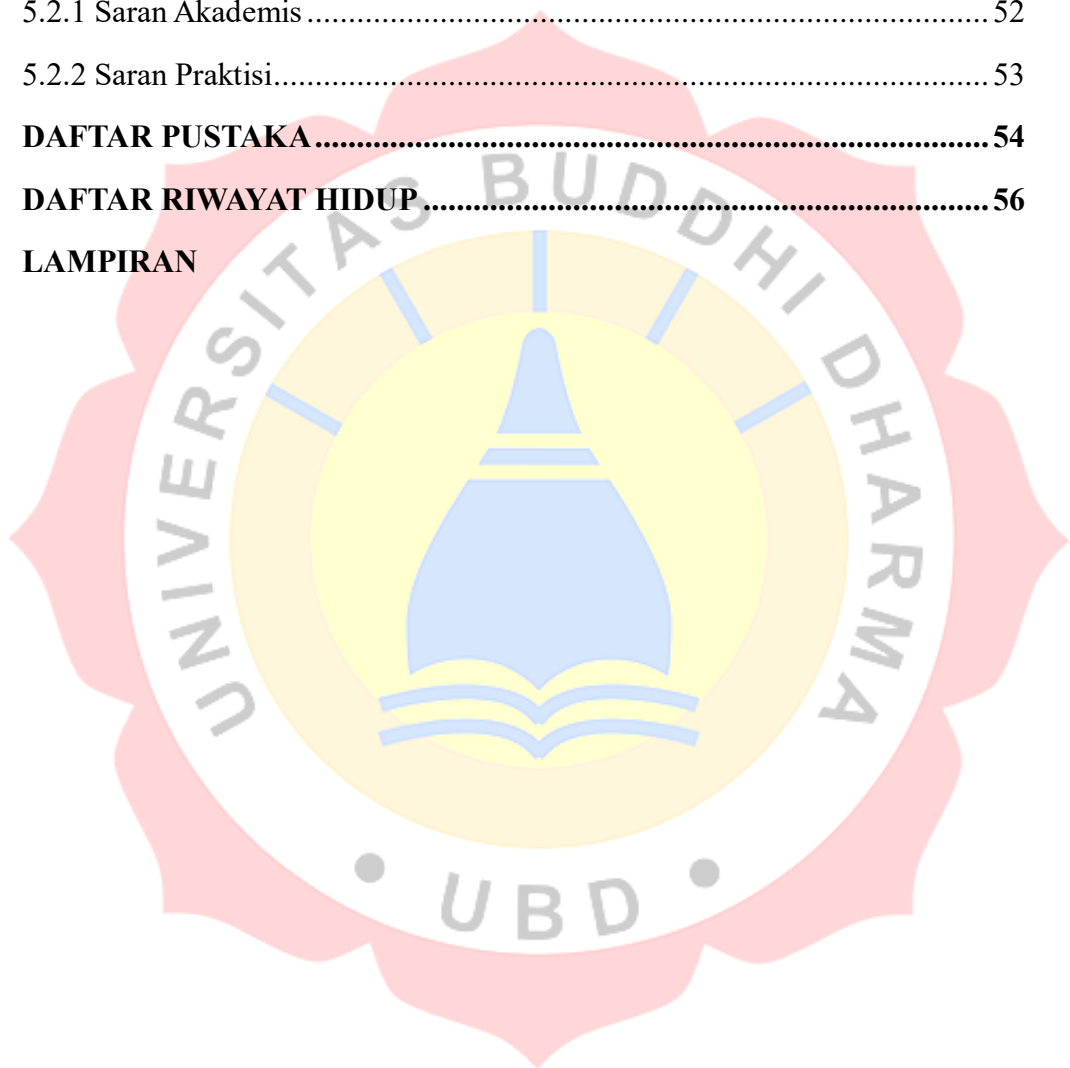 5.2.1 Saran Akademis ........................................................................................ 52
5.2.2 Saran Praktisi............................................................................................ 53
DAFTAR PUSTAKA ...................................................................................... 54
DAFTAR RIWAYAT HIDUP ........................................................................ 56
LAMPIRAN
UNIVERSITAS BUDDHI DHARMA
• UBD •